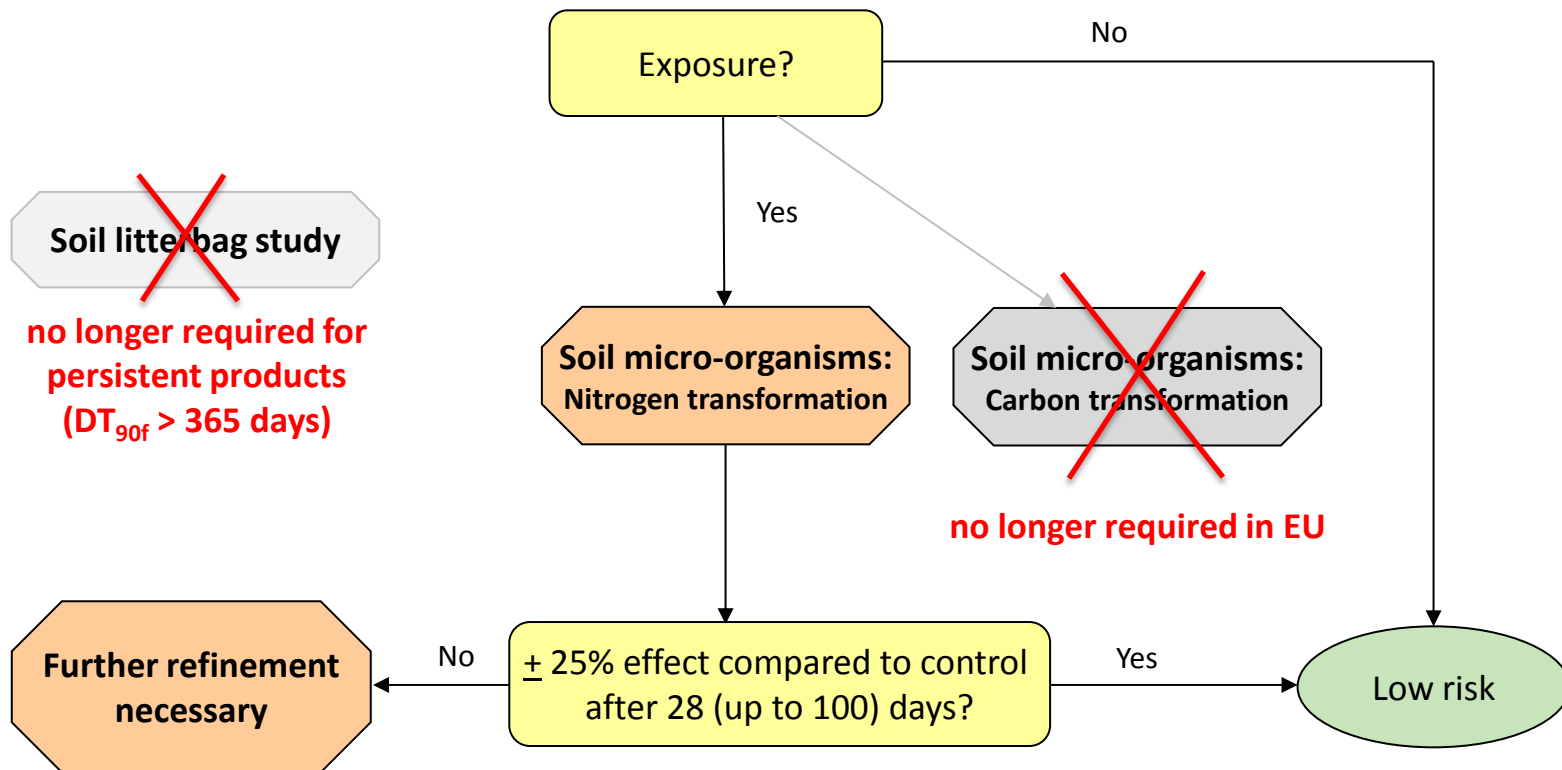 Exposure?
No
Yes
Soil litterbag study
no longer required for
persistent products
(DT90f > 365 days)
Soil micro-organisms:
Nitrogen transformation
Soil micro-organisms:
Carbon transformation
no longer required in EU
Further refinement
necessary
No
± 25% effect compared to control
after 28 (up to 100) days?
Yes
Low risk